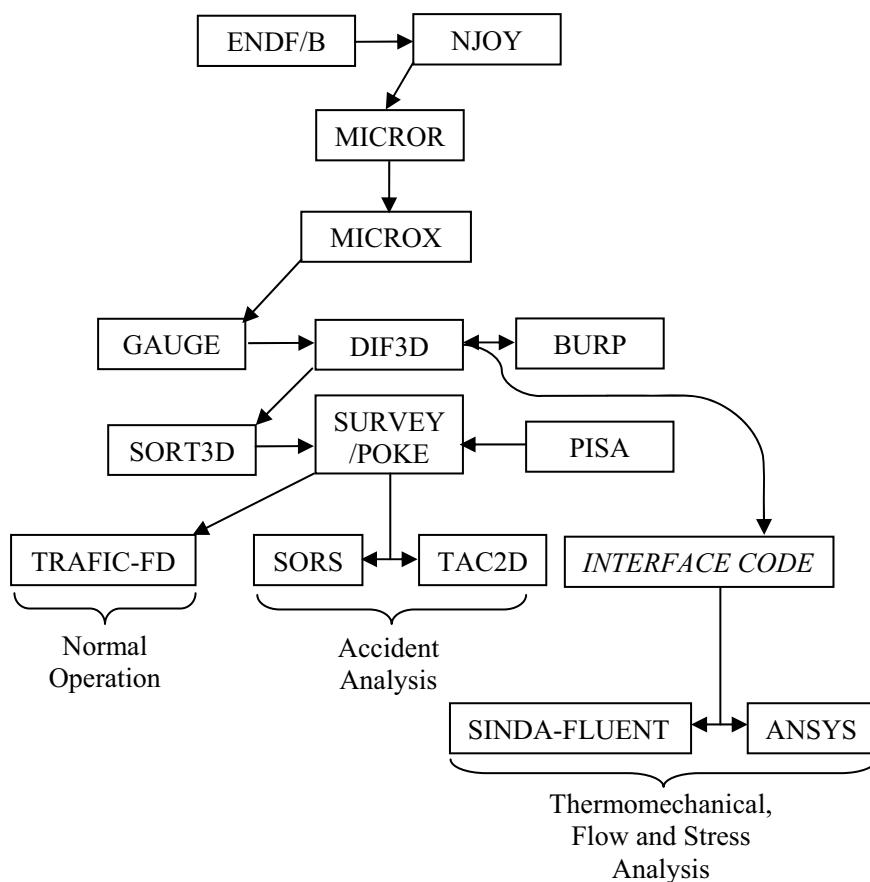 ENDF/B
NJOY
MICROR
MICROX
GAUGE
DIF3D
BURP
SORT3D
SURVEY
/POKE
PISA
TRAFIC-FD
SORS
TAC2D
INTERFACE CODE
Normal
Operation
Accident
Analysis
SINDA-FLUENT
ANSYS
Thermomechanical,
Flow and Stress
Analysis